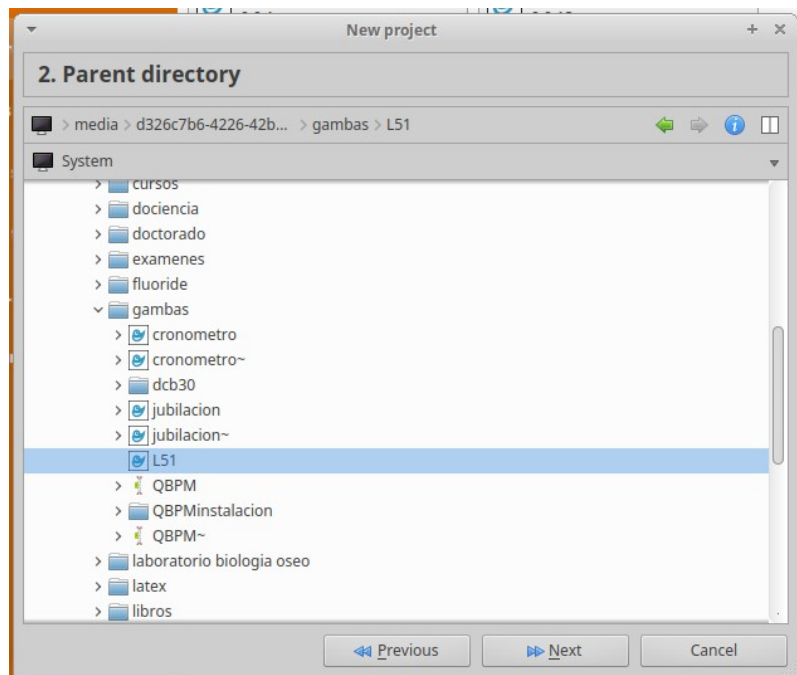 New project
2. Parent directory
> media > d326c7b6-4226-42b... > gambas > L51
System
cursos
dociencia
doctorado
examenes
fluoride
gambas
cronometro
cronometro~
dcb30
jubilacion
jubilacion~
L51
QBPM
QBPMinstalacion
QBPM~
laboratorio biologia oseo
latex
libros
Previous Next Cancel